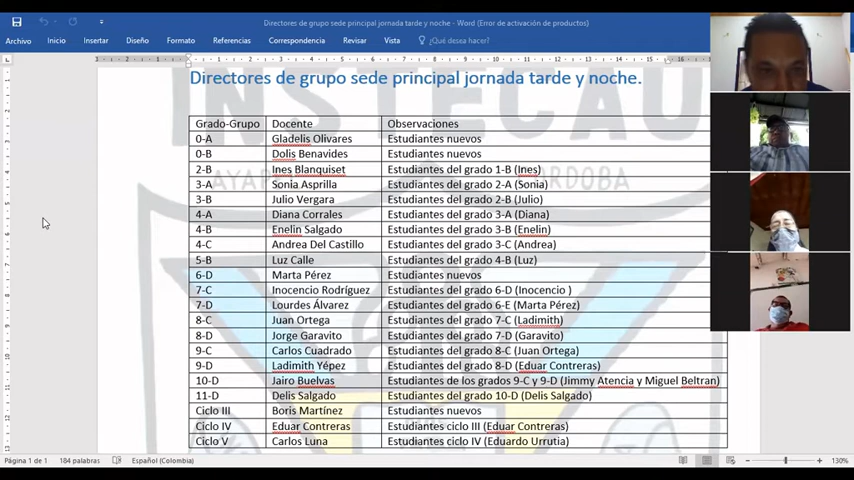 Directores de grupo sede principal jornada tarde y noche - Word (Error de activación de productos)
Archivo Inicio Insertar Diseño Formato Referencias Correspondencia Revisar Vista ¿Qué desea hacer?
INSTECAU
Directores de grupo sede principal jornada tarde y noche.
Grado-Grupo Docente Observaciones
0-A Gladelis Olivares Estudiantes nuevos
0-B Dolis Benavides Estudiantes nuevos
2-B Ines Blanquiset Estudiantes del grado 1-B (Ines)
3-A Sonia Asprilla Estudiantes del grado 2-A (Sonia)
3-B Julio Vergara Estudiantes del grado 2-B (Julio)
4-A Diana Corrales Estudiantes del grado 3-A (Diana)
4-B Enelin Salgado Estudiantes del grado 3-B (Enelin)
4-C Andrea Del Castillo Estudiantes del grado 3-C (Andrea)
5-B Luz Calle Estudiantes del grado 4-B (Luz)
6-D Marta Pérez Estudiantes nuevos
7-C Inocencio Rodríguez Estudiantes del grado 6-D (Inocencio )
7-D Lourdes Álvarez Estudiantes del grado 6-E (Marta Pérez)
8-C Juan Ortega Estudiantes del grado 7-C (Ladimith)
8-D Jorge Garavito Estudiantes del grado 7-D (Garavito)
9-C Carlos Cuadrado Estudiantes del grado 8-C (Juan Ortega)
9-D Ladimith Yépez Estudiantes del grado 8-D (Eduar Contreras)
10-D Jairo Buelvas Estudiantes de los grados 9-C y 9-D (Jimmy Atencia y Miguel Beltran)
11-D Delis Salgado Estudiantes del grado 10-D (Delis Salgado)
Ciclo III Boris Martínez Estudiantes nuevos
Ciclo IV Eduar Contreras Estudiantes ciclo III (Eduar Contreras)
Ciclo V Carlos Luna Estudiantes ciclo IV (Eduardo Urrutia)
Página 1 de 1 184 palabras Español (Colombia) 130%